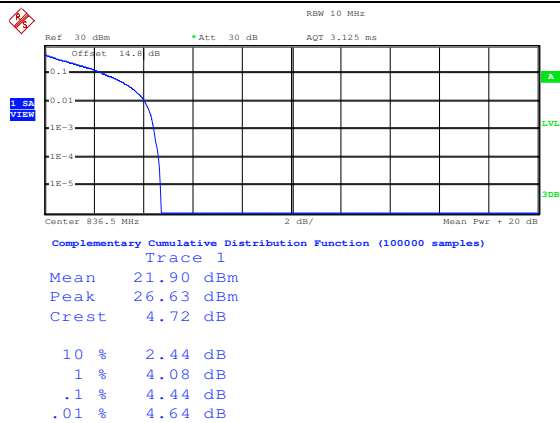 RBW 10 MHz
Ref 30 dBm *Att 30 dB AQT 3.125 ms
Offset 14.8 dB
0.1
0.01
1E-3
1E-4
1E-5
R S
1 SA
VIEW
A
LVL
3DB
Center 836.5 MHz 2 dB/ Mean Pwr + 20 dB
Complementary Cumulative Distribution Function (100000 samples)
Trace 1
Mean 21.90 dBm
Peak 26.63 dBm
Crest 4.72 dB
10 % 2.44 dB
1 % 4.08 dB
.1 % 4.44 dB
.01 % 4.64 dB